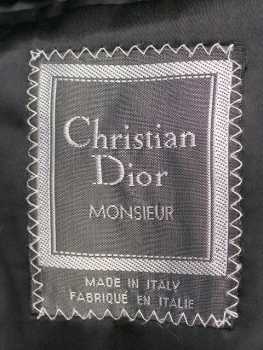 Christian
Dior
MONSIEUR
MADE IN ITALY
FABRIQUÉ EN ITALIE